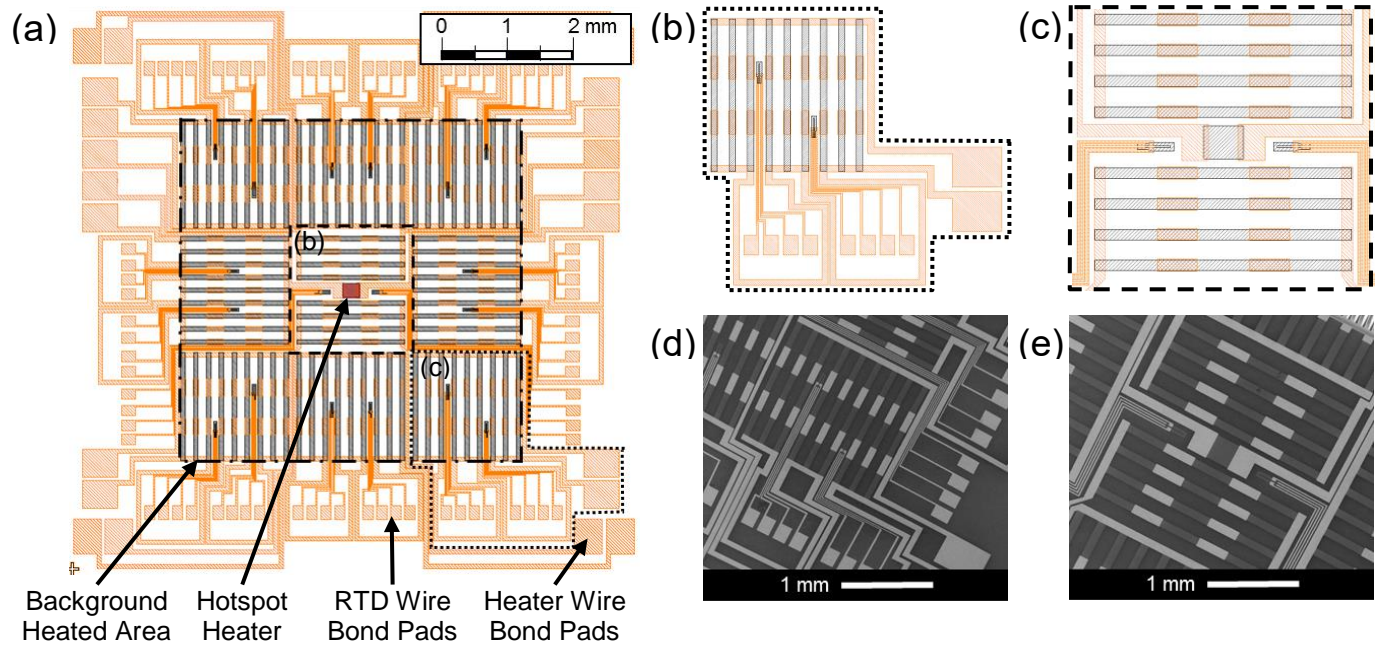 (a)
0 1 2 mm
(b)
(c)
(b)
(c)
(d)
(e)
1 mm
1 mm
Background
Heated Area
Hotspot
Heater
RTD Wire
Bond Pads
Heater Wire
Bond Pads